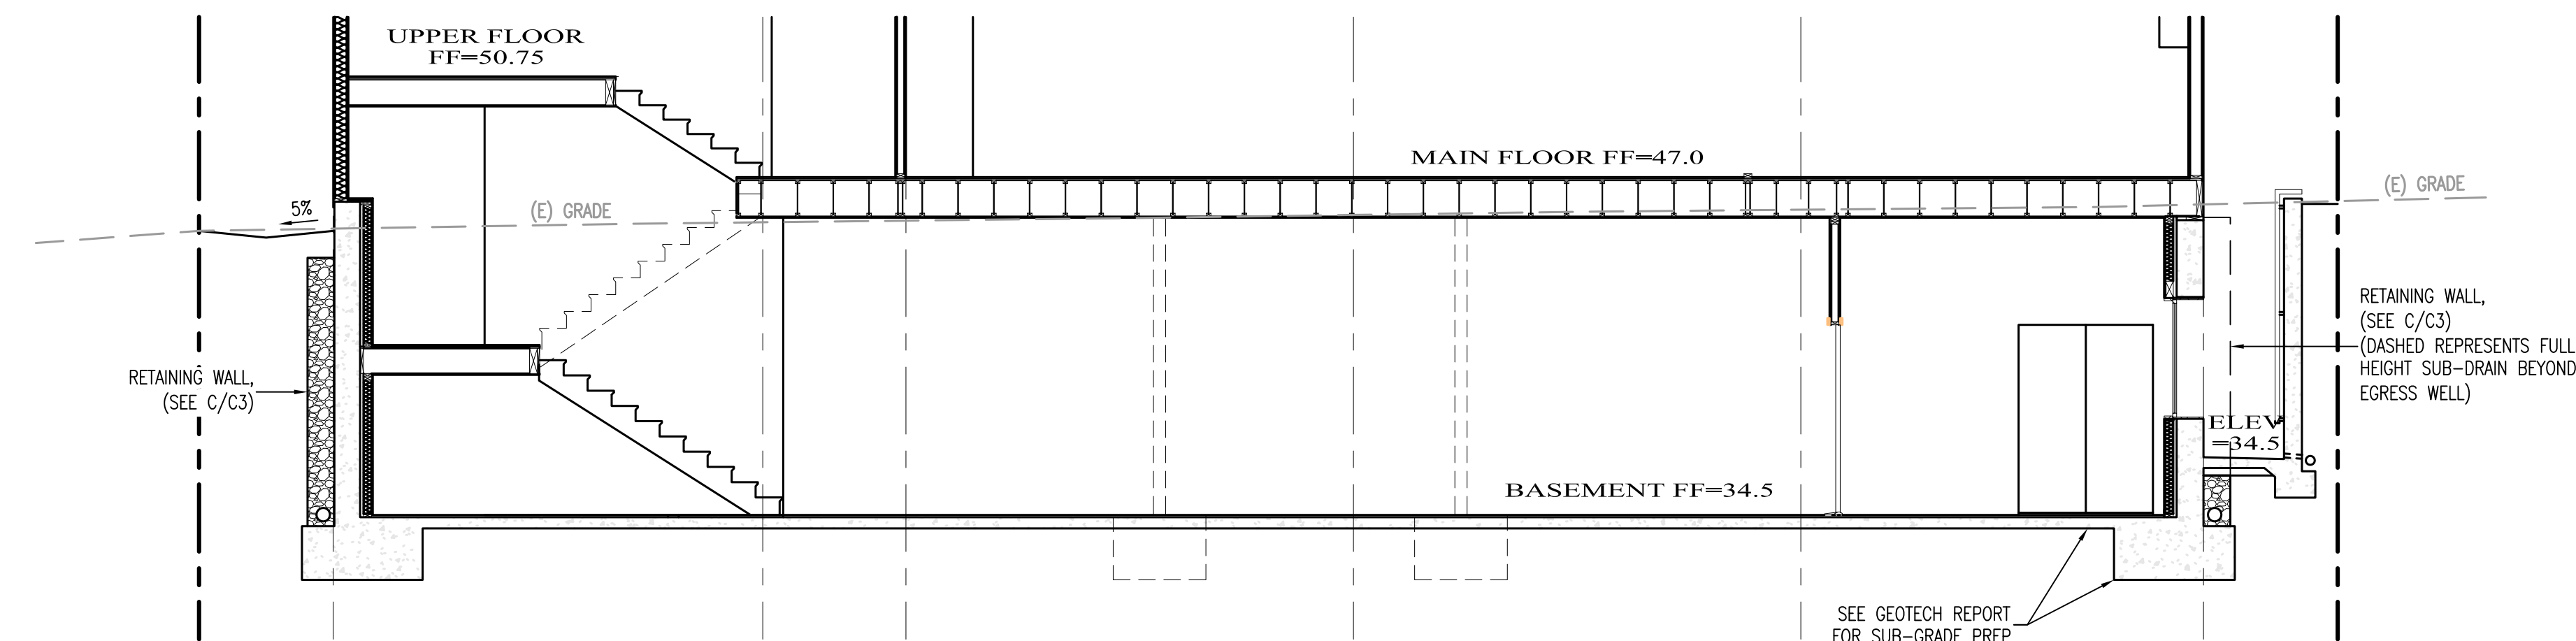 UPPER FLOOR
FF=50.75
MAIN FLOOR FF=47.0
5%
(E) GRADE
(E) GRADE
RETAINING WALL,
(SEE C/C3)
(DASHED REPRESENTS FULL
HEIGHT SUB-DRAIN BEYOND
EGRESS WELL)
RETAINING WALL,
(SEE C/C3)
ELEV
=34.5
BASEMENT FF=34.5
SEE GEOTECH REPORT
FOR SUB-GRADE PREP